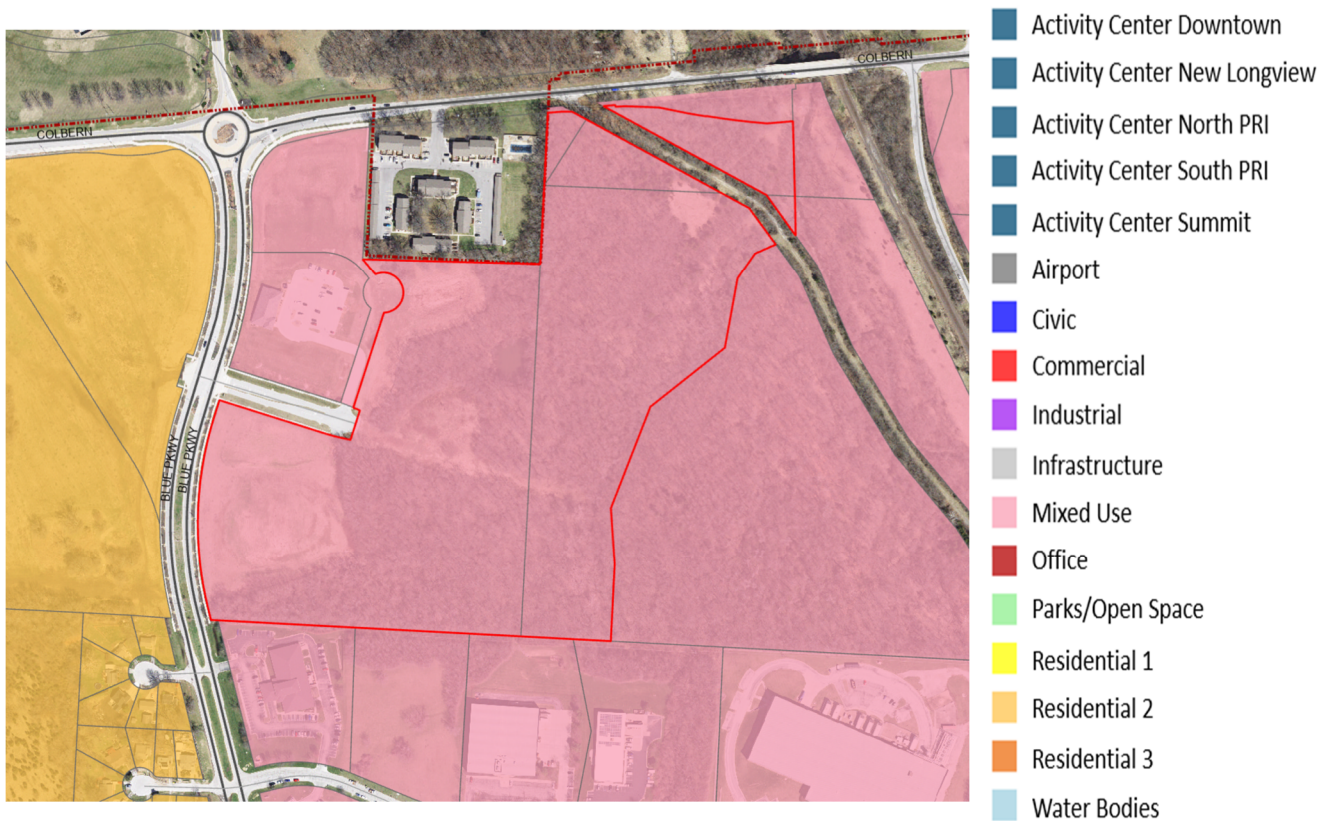 COLBERN
COLBERN
BLUE PKWY
BLUE PKWY
Activity Center Downtown
Activity Center New Longview
Activity Center North PRI
Activity Center South PRI
Activity Center Summit
Airport
Civic
Commercial
Industrial
Infrastructure
Mixed Use
Office
Parks/Open Space
Residential 1
Residential 2
Residential 3
Water Bodies